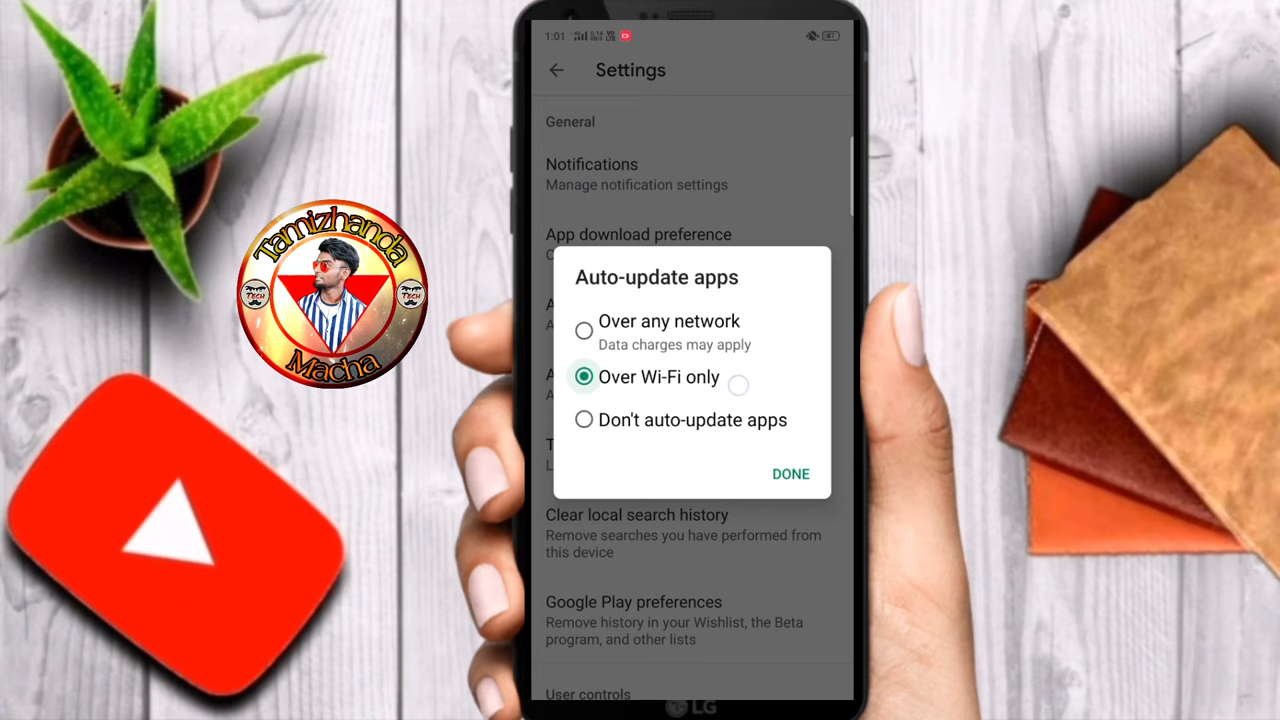 1:01
47
Settings
General
Notifications
Manage notification settings
App download preference
Auto-update apps
Over any network
Data charges may apply
Over Wi-Fi only
Don't auto-update apps
DONE
Clear local search history
Remove searches you have performed from
this device
Google Play preferences
Remove history in your Wishlist, the Beta
program, and other lists
User controls
LG
Tamizhanda
TECH
TECH
Macha